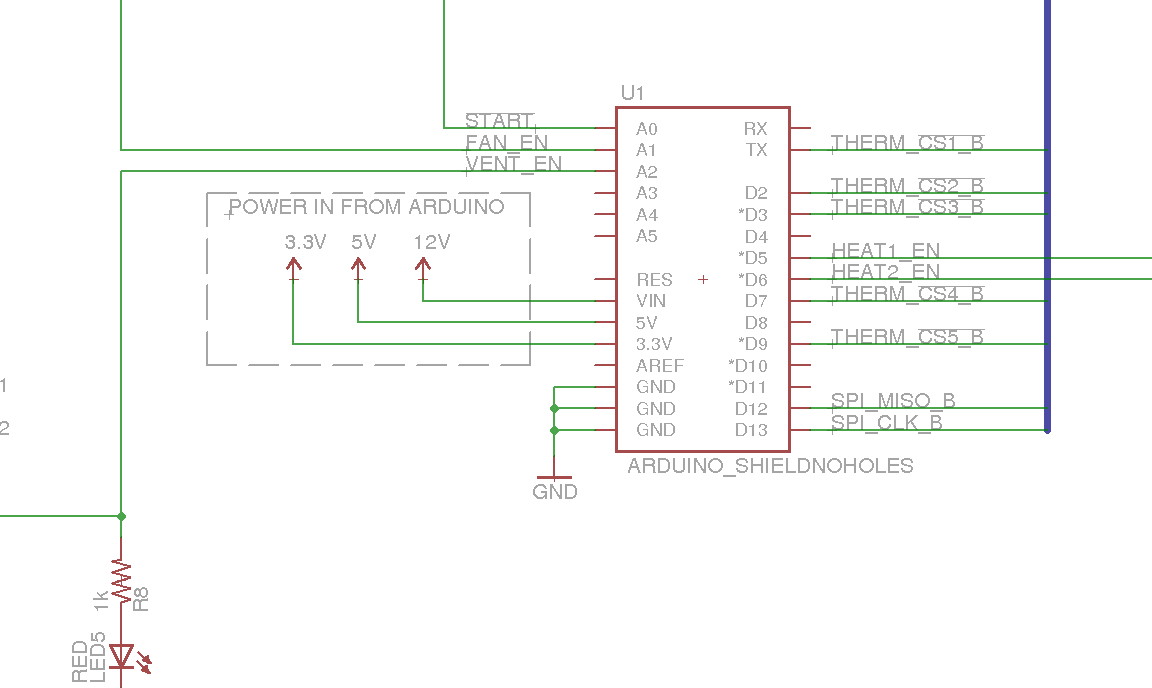 U1
START
FAN_EN
VENT_EN
A0
A1
A2
A3
A4
A5
RES
VIN
5V
3.3V
AREF
GND
GND
GND
RX
TX
D2
*D3
D4
*D5
*D6
D7
D8
*D9
*D10
*D11
D12
D13
THERM_CS1_B
THERM_CS2_B
THERM_CS3_B
HEAT1_EN
HEAT2_EN
THERM_CS4_B
THERM_CS5_B
SPI_MISO_B
SPI_CLK_B
POWER IN FROM ARDUINO
3.3V 5V 12V
ARDUINO_SHIELDNOHOLES
GND
1
2
1k
R8
RED
LED5